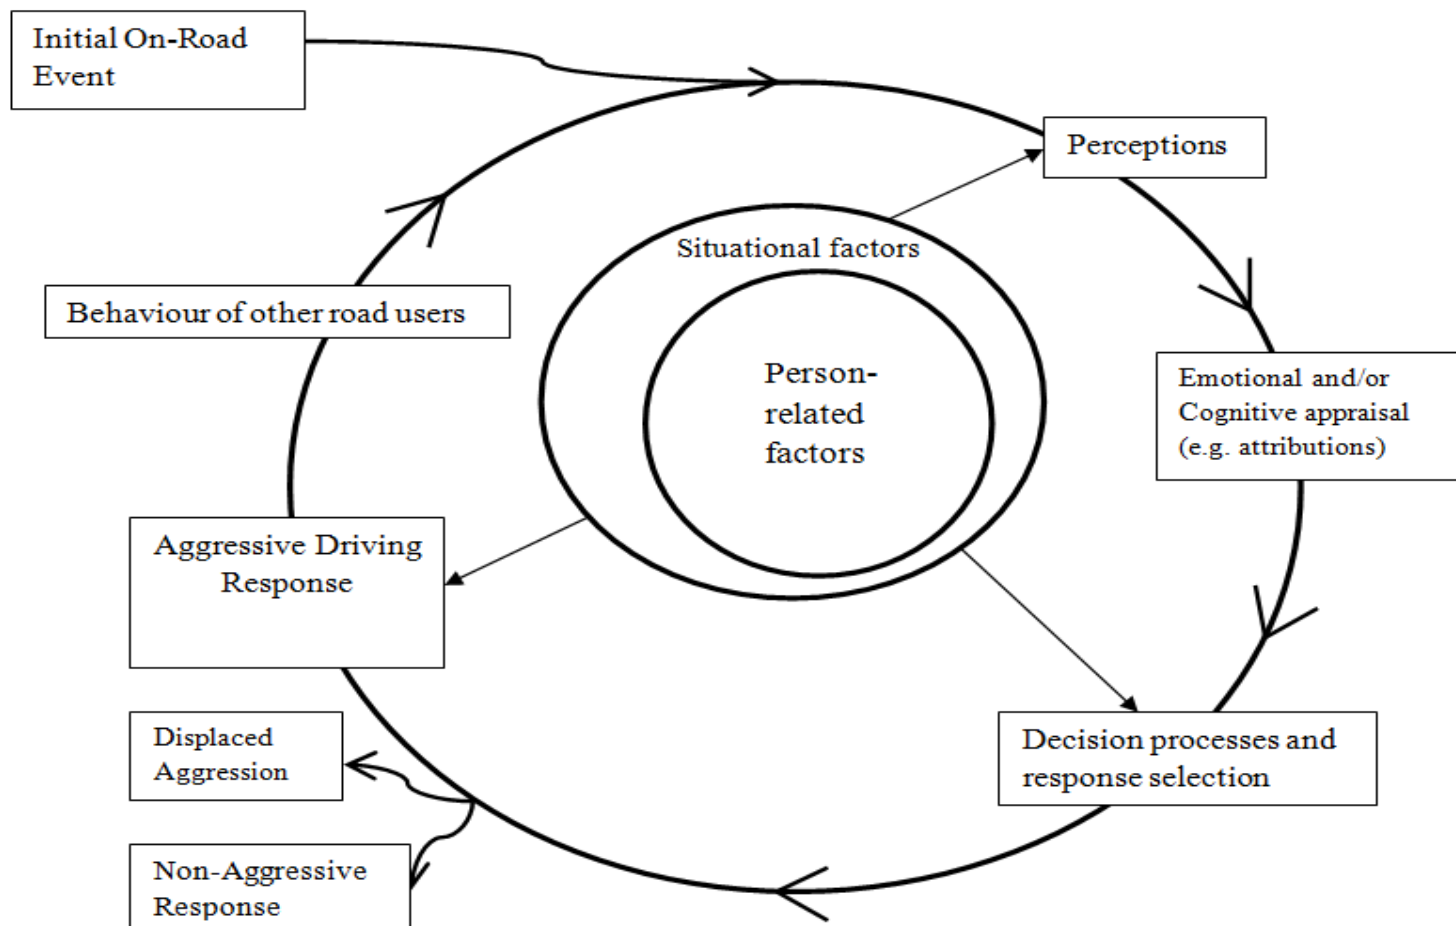 Initial On-Road
Event
Perceptions
Situational factors
Behaviour of other road users
Person-
related
factors
Emotional and/or
Cognitive appraisal
(e.g. attributions)
Aggressive Driving
Response
Decision processes and
response selection
Displaced
Aggression
Non-Aggressive
Response